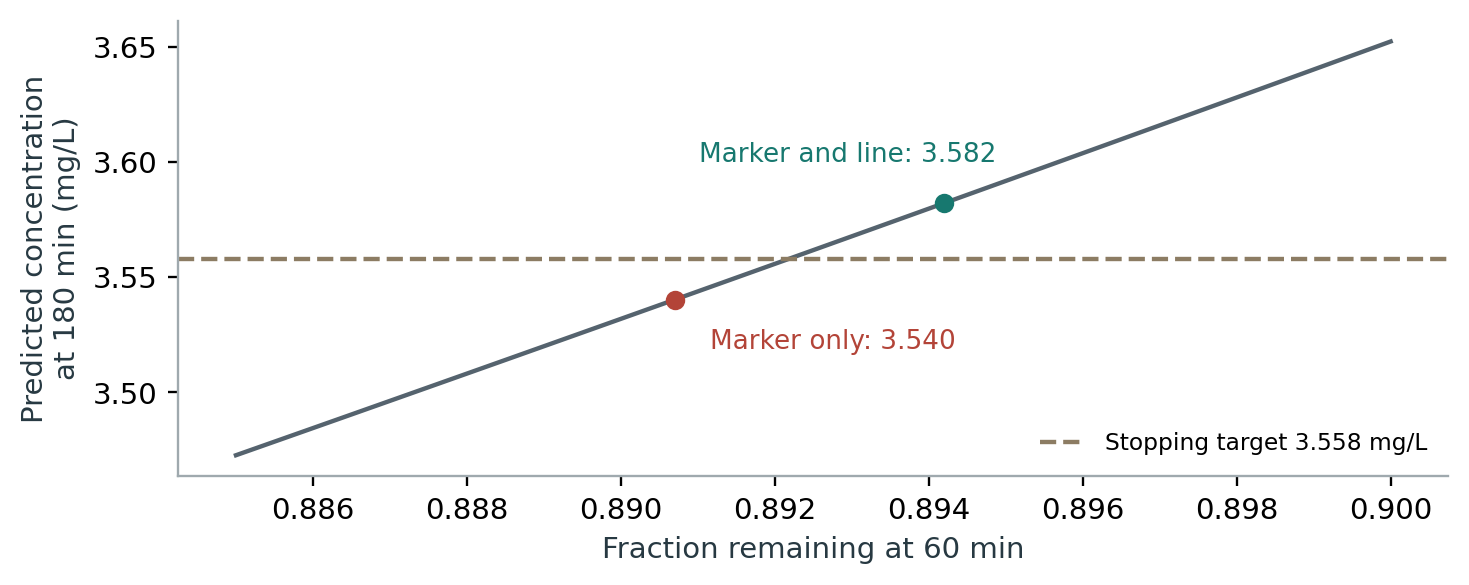 Predicted concentration
at 180 min (mg/L)
3.65
3.60
3.55
3.50
Marker and line: 3.582
Marker only: 3.540
Stopping target 3.558 mg/L
0.886 0.888 0.890 0.892 0.894 0.896 0.898 0.900
Fraction remaining at 60 min